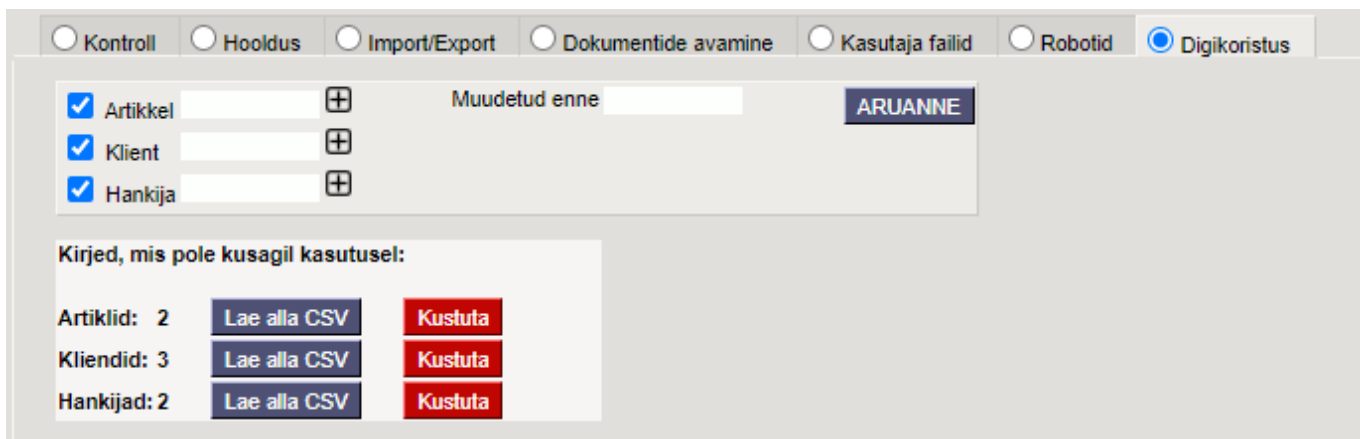 Kontroll Hooldus Import/Export Dokumentide avamine Kasutaja failid Robotid Digikoristus
Artikkel Muudetud enne ARUANNE
Klient
Hankija
Kirjed, mis pole kusagil kasutusel:
Artiklid: 2 Lae alla CSV Kustuta
Kliendid: 3 Lae alla CSV Kustuta
Hankijad: 2 Lae alla CSV Kustuta